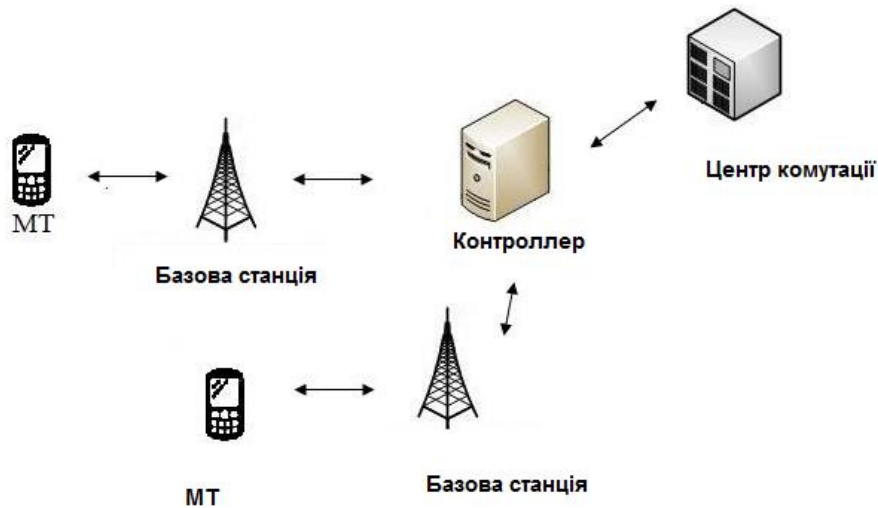 Центр комутації
МТ
Контроллер
Базова станція
Базова станція
МТ